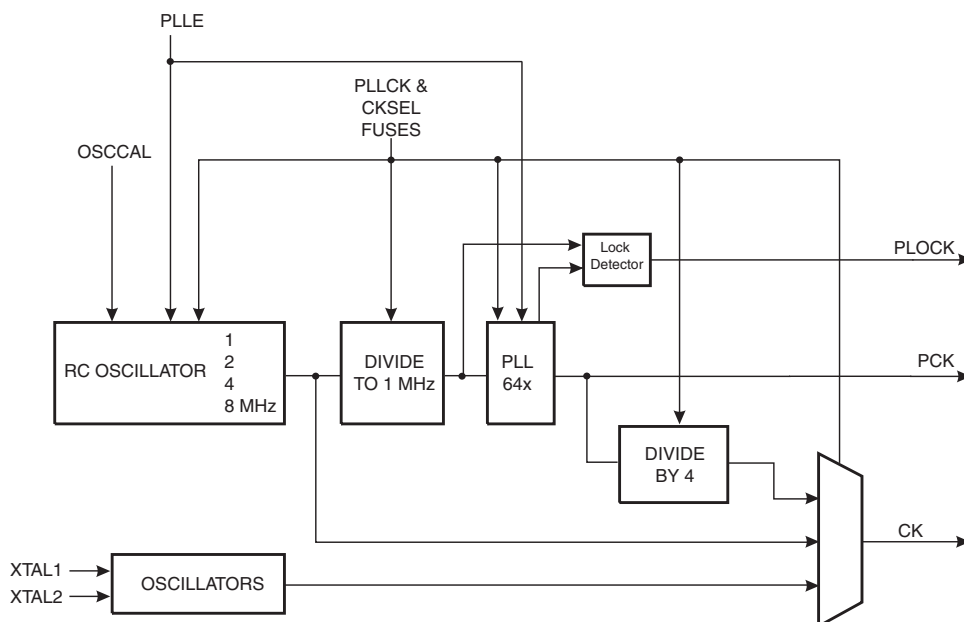 PLLE
PLLCK &
CKSEL
FUSES
OSCCAL
Lock
Detector
PLOCK
RC OSCILLATOR
1
2
4
8 MHz
DIVIDE
TO 1 MHz
PLL
64x
PCK
DIVIDE
BY 4
CK
XTAL1
XTAL2
OSCILLATORS